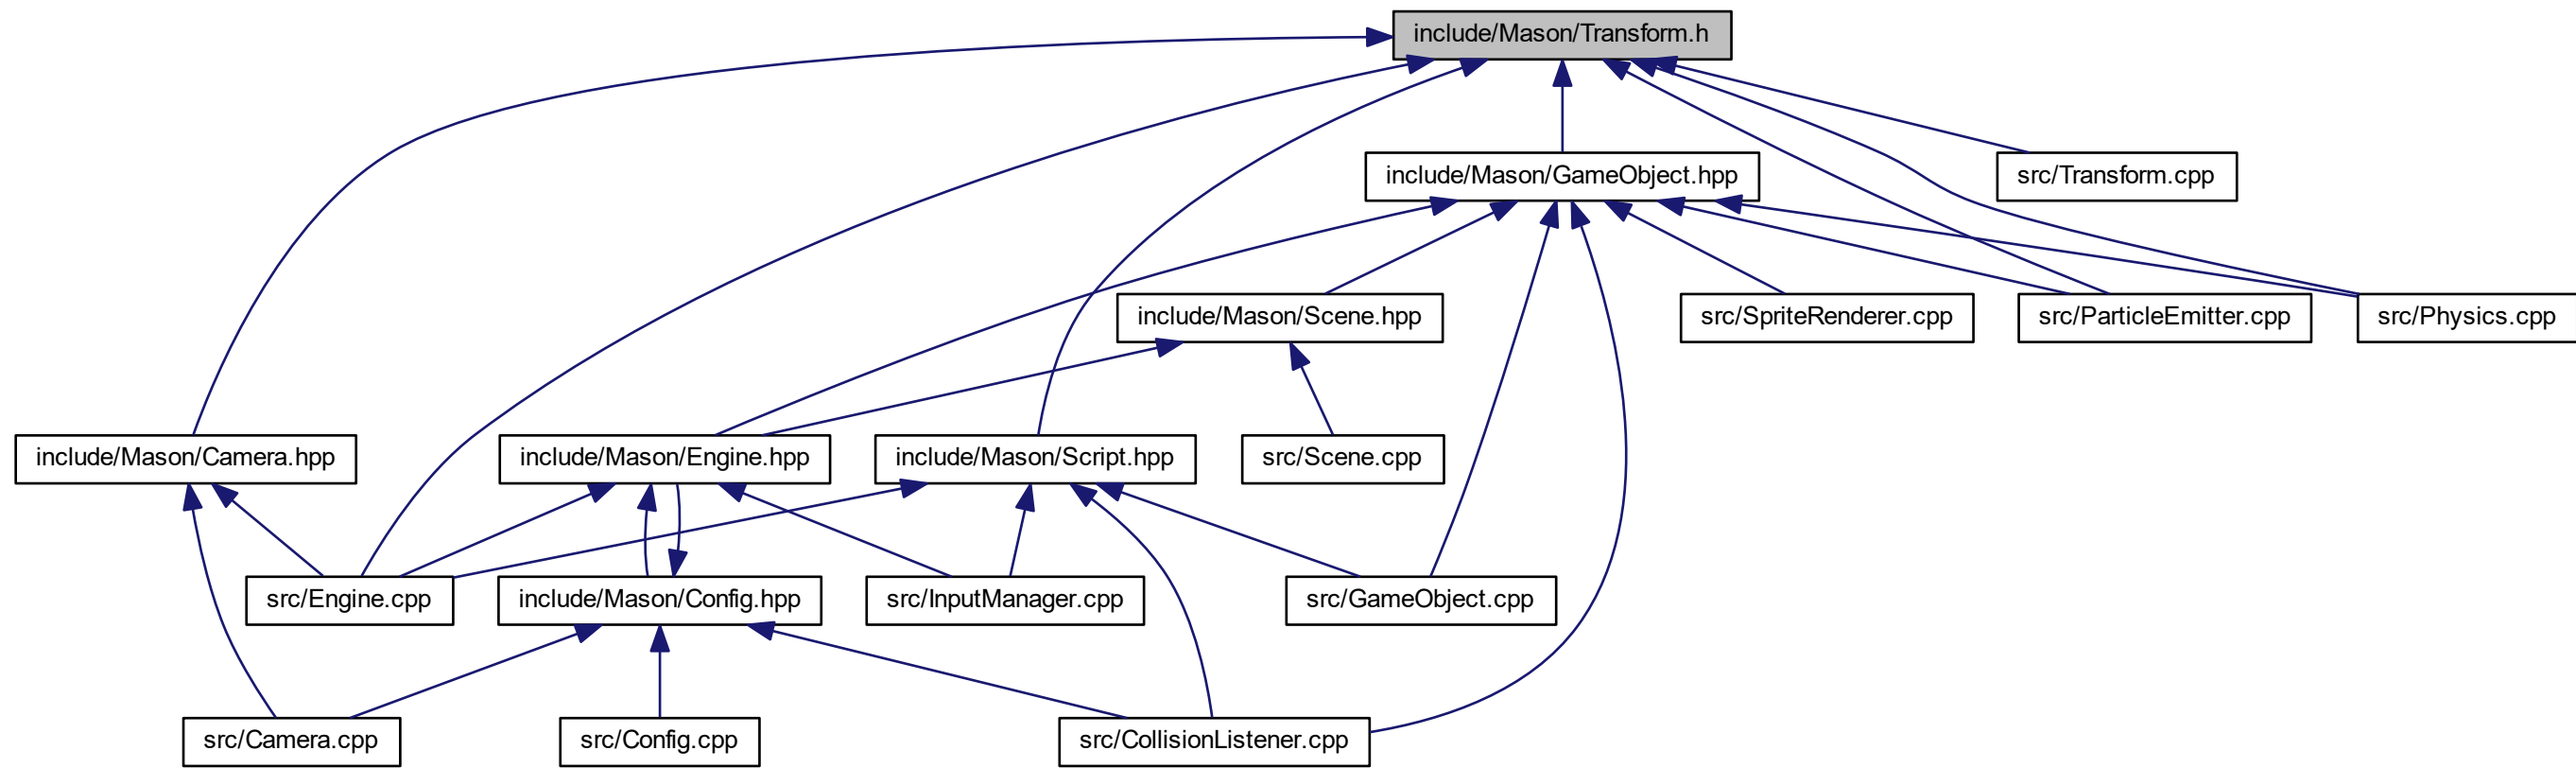 include/Mason/Transform.h
include/Mason/GameObject.hpp
src/Transform.cpp
include/Mason/Scene.hpp
src/SpriteRenderer.cpp
src/ParticleEmitter.cpp
src/Physics.cpp
include/Mason/Camera.hpp
include/Mason/Engine.hpp
include/Mason/Script.hpp
src/Scene.cpp
src/Engine.cpp
include/Mason/Config.hpp
src/InputManager.cpp
src/GameObject.cpp
src/Camera.cpp
src/Config.cpp
src/CollisionListener.cpp